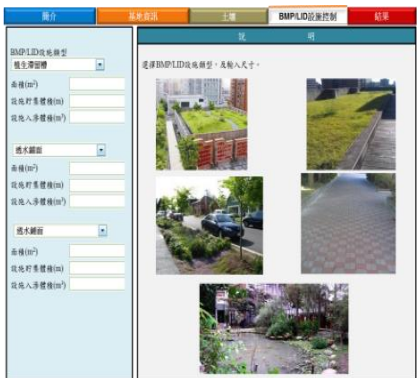 簡介
基地資訊
土壤
BMP/LID設施控制
結果
說 明
BMP/LID設施類型
植生滯留槽
面積(m²)
設施貯集體積(m)
設施入滲體積(m³)
透水鋪面
面積(m²)
設施貯集體積(m)
設施入滲體積(m³)
透水鋪面
面積(m²)
設施貯集體積(m)
設施入滲體積(m³)
選擇BMP/LID設施類型，及輸入尺寸。